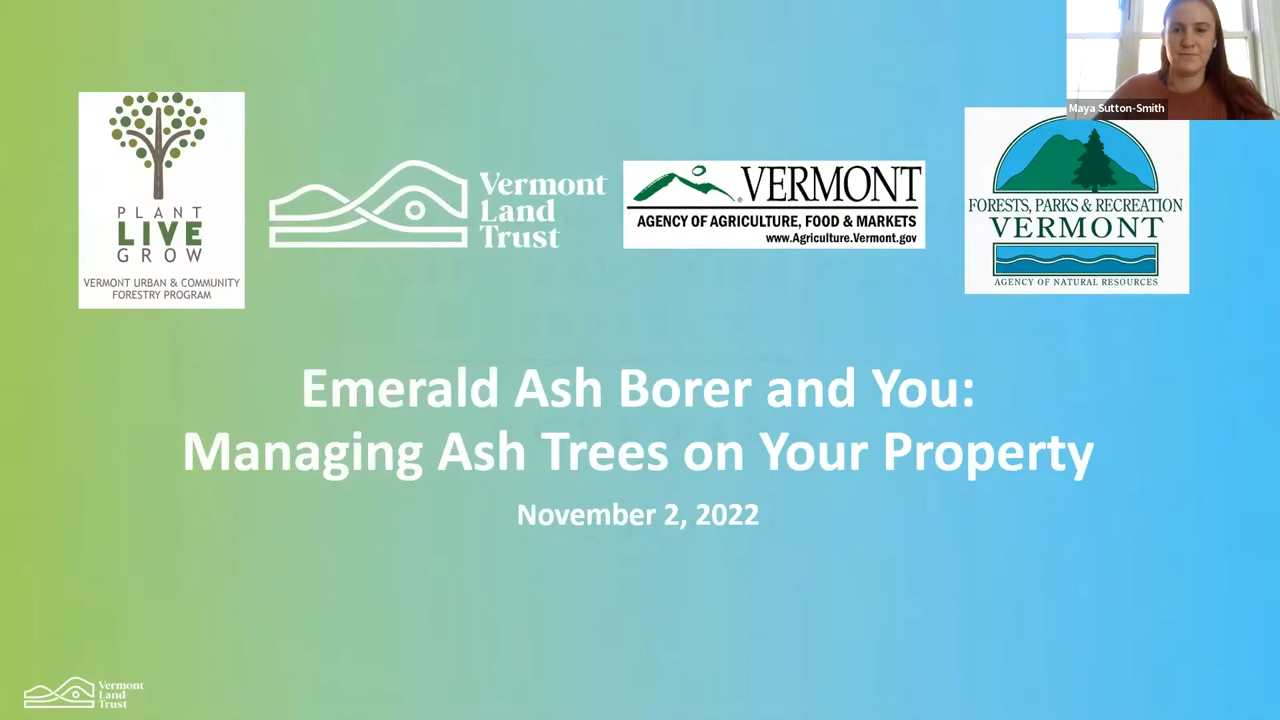 Maya Sutton-Smith
PLANT
LIVE
GROW
VERMONT URBAN & COMMUNITY
FORESTRY PROGRAM
Vermont
Land
Trust
VERMONT
AGENCY OF AGRICULTURE, FOOD & MARKETS
www.Agriculture.Vermont.gov
FORESTS, PARKS & RECREATION
VERMONT
AGENCY OF NATURAL RESOURCES
Emerald Ash Borer and You:
Managing Ash Trees on Your Property
November 2, 2022
Vermont
Land
Trust